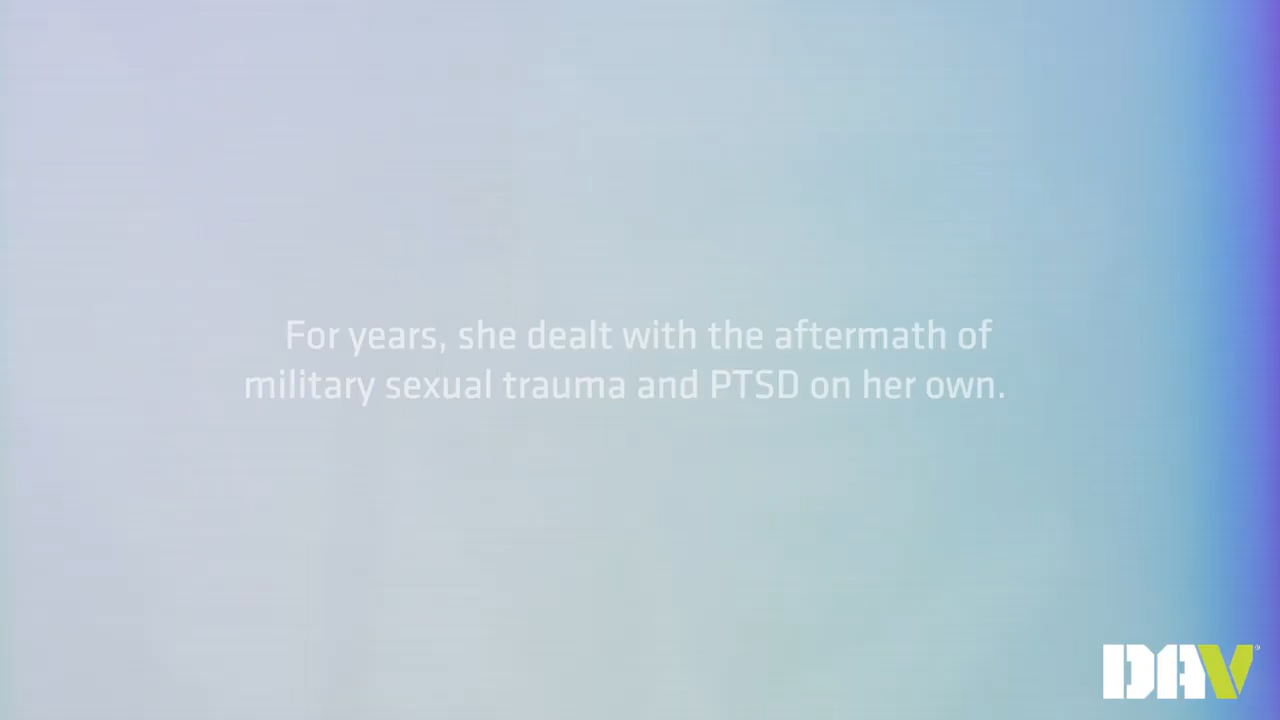 For years, she dealt with the aftermath of
military sexual trauma and PTSD on her own.
DAV®